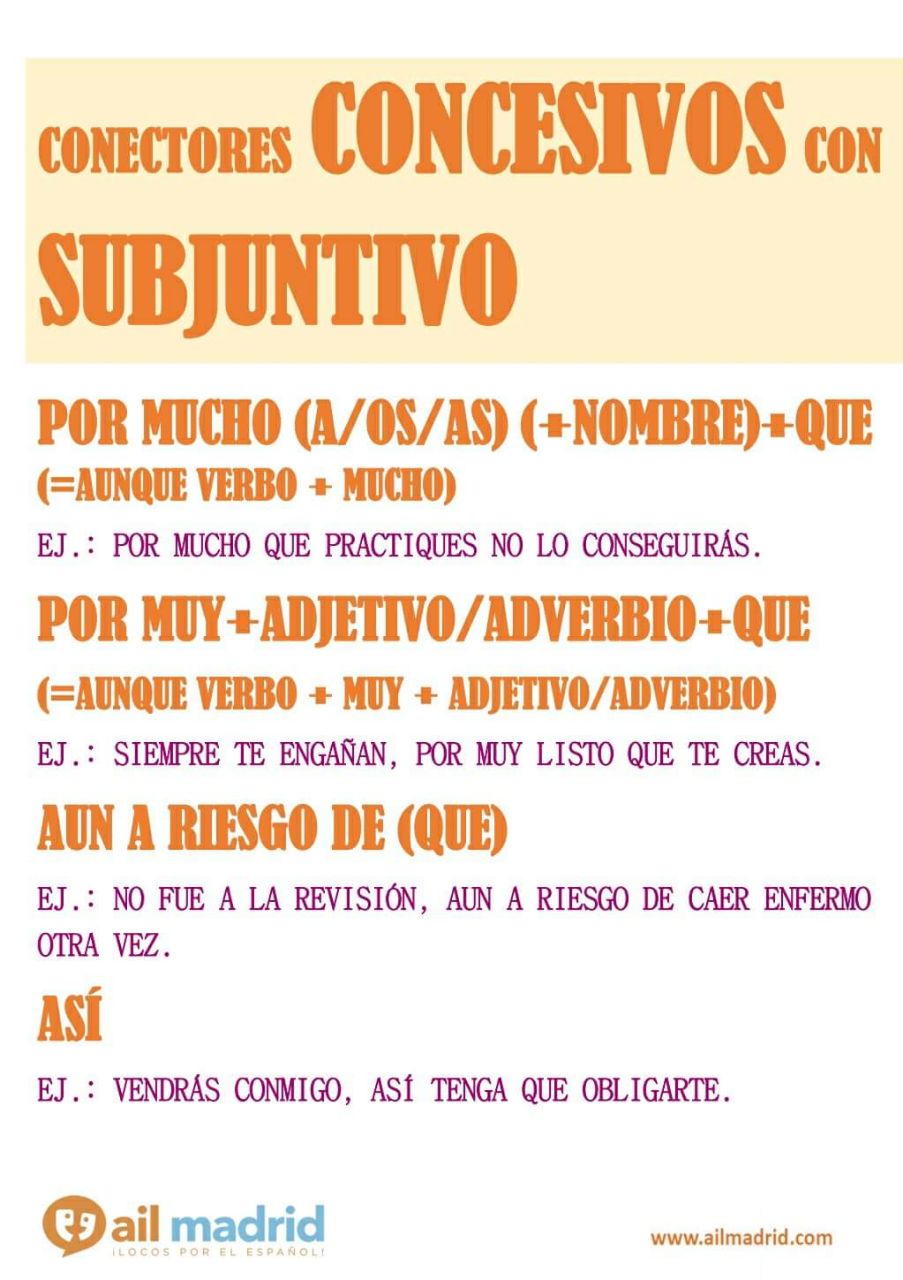 CONECTORES CONCESIVOS CON
SUBJUNTIVO
POR MUCHO (A/OS/AS) (+NOMBRE)+QUE
(=AUNQUE VERBO + MUCHO)
EJ.: POR MUCHO QUE PRACTIQUES NO LO CONSEGUIRÁS.
POR MUY+ADJETIVO/ADVERBIO+QUE
(=AUNQUE VERBO + MUY + ADJETIVO/ADVERBIO)
EJ.: SIEMPRE TE ENGAÑAN, POR MUY LISTO QUE TE CREAS.
AUN A RIESGO DE (QUE)
EJ.: NO FUE A LA REVISIÓN, AUN A RIESGO DE CAER ENFERMO
OTRA VEZ.
ASÍ
EJ.: VENDRÁS CONMIGO, ASÍ TENGA QUE OBLIGARTE.
ail madrid
¡LOCOS POR EL ESPAÑOL!
www.ailmadrid.com